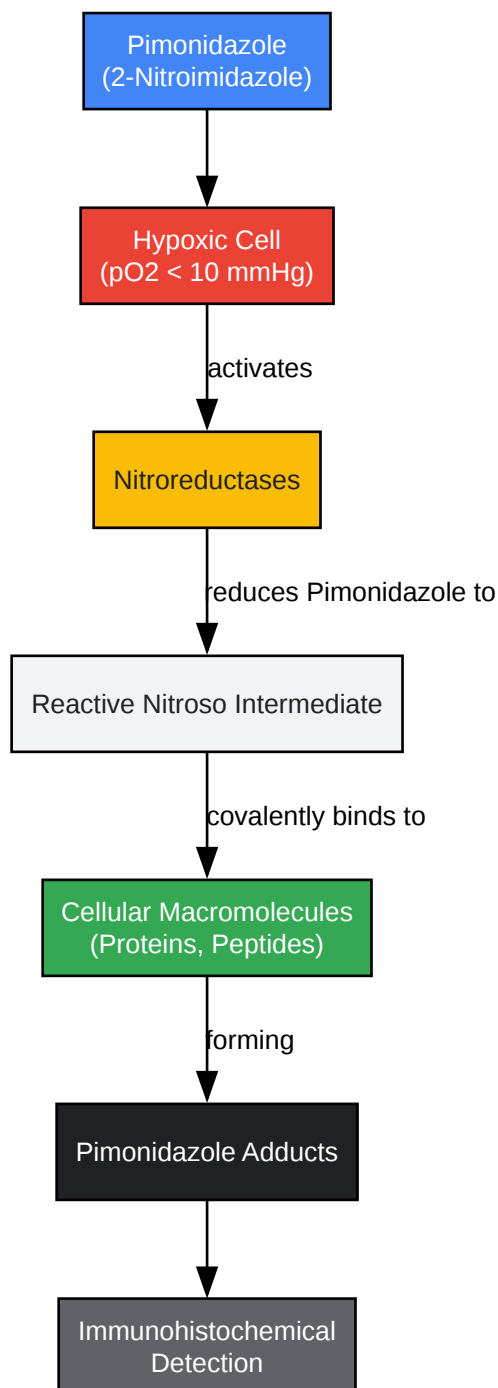 Pimonidazole
(2-Nitroimidazole)
Hypoxic Cell
(pO2 < 10 mmHg)
activates
Nitroreductases
reduces Pimonidazole to
Reactive Nitroso Intermediate
covalently binds to
Cellular Macromolecules
(Proteins, Peptides)
forming
Pimonidazole Adducts
Immunohistochemical
Detection